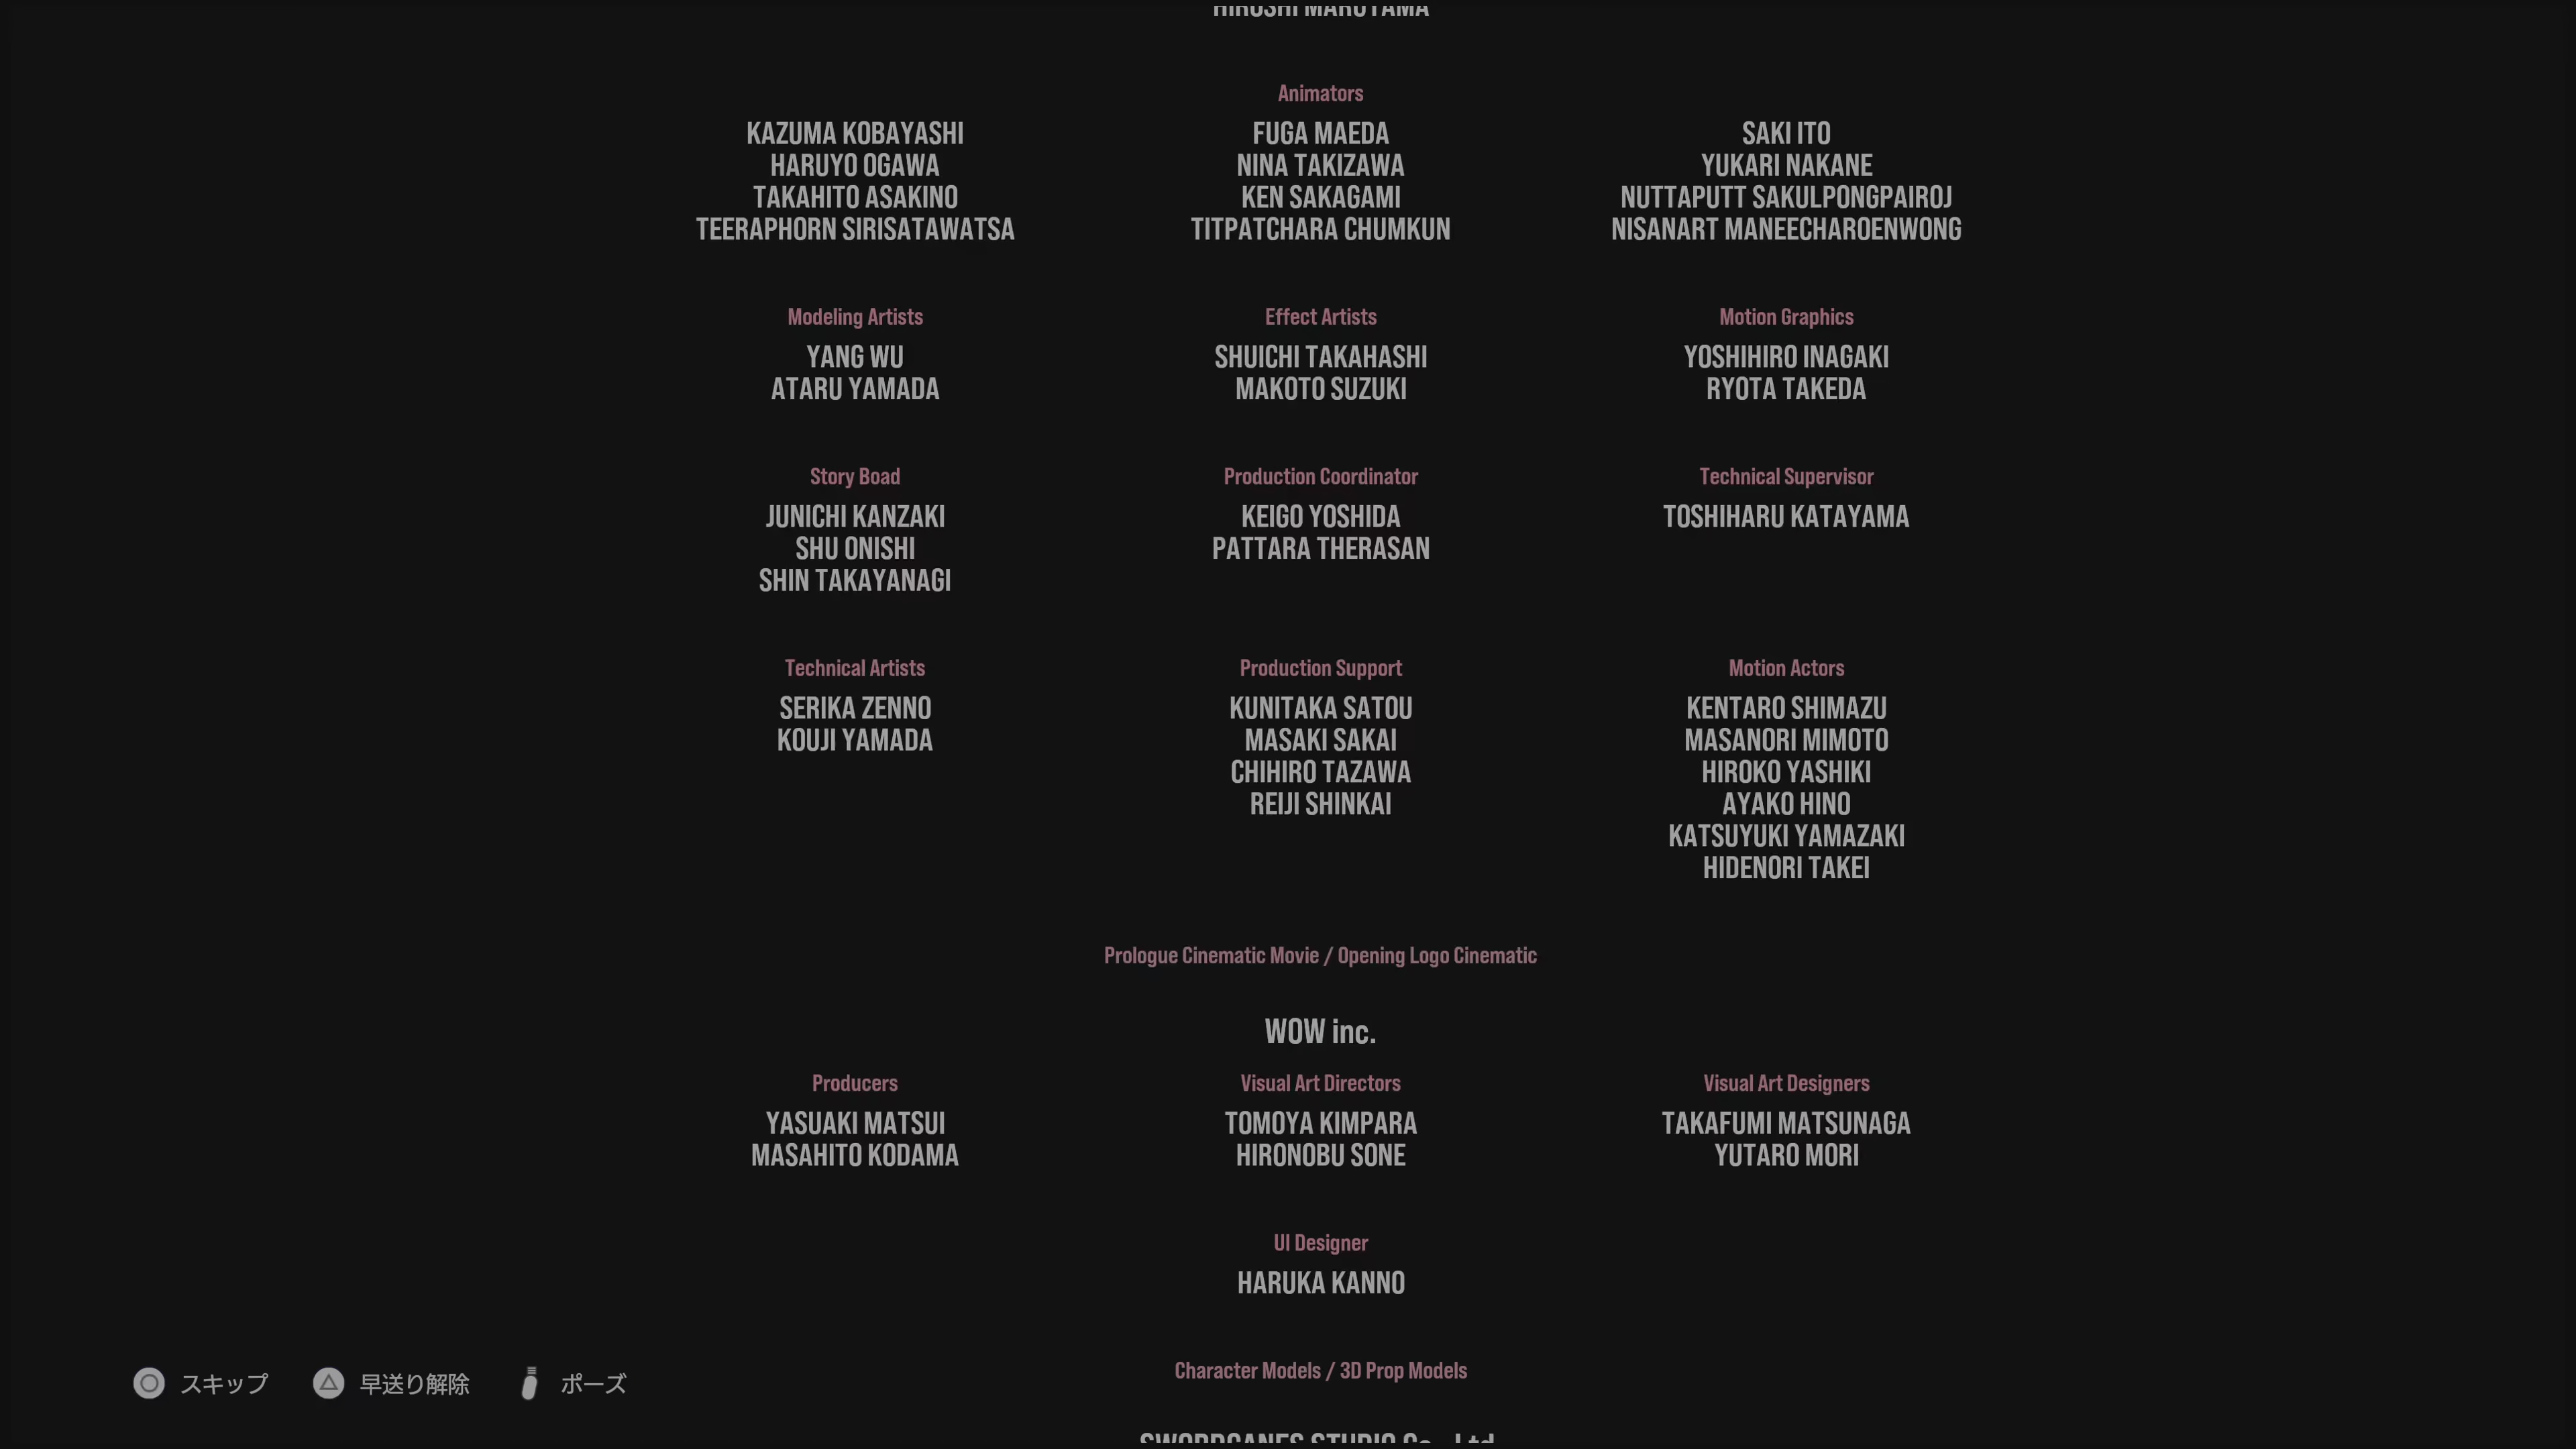 HIROSHI MARUYAMA
Animators
KAZUMA KOBAYASHI FUGA MAEDA SAKI ITO
HARUYO OGAWA NINA TAKIZAWA YUKARI NAKANE
TAKAHITO ASAKINO KEN SAKAGAMI NUTTAPUTT SAKULPONGPAIROJ
TEERAPHORN SIRISATAWATSA TITPATCHARA CHUMKUN NISANART MANEECHAROENWONG
Modeling Artists
YANG WU
ATARU YAMADA
Effect Artists
SHUICHI TAKAHASHI
MAKOTO SUZUKI
Motion Graphics
YOSHIHIRO INAGAKI
RYOTA TAKEDA
Story Boad
JUNICHI KANZAKI
SHU ONISHI
SHIN TAKAYANAGI
Production Coordinator
KEIGO YOSHIDA
PATTARA THERASAN
Technical Supervisor
TOSHIHARU KATAYAMA
Technical Artists
SERIKA ZENNO
KOUJI YAMADA
Production Support
KUNITAKA SATOU
MASAKI SAKAI
CHIHIRO TAZAWA
REIJI SHINKAI
Motion Actors
KENTARO SHIMAZU
MASANORI MIMOTO
HIROKO YASHIKI
AYAKO HINO
KATSUYUKI YAMAZAKI
HIDENORI TAKEI
Prologue Cinematic Movie / Opening Logo Cinematic
WOW inc.
Producers
YASUAKI MATSUI
MASAHITO KODAMA
Visual Art Directors
TOMOYA KIMPARA
HIRONOBU SONE
Visual Art Designers
TAKAFUMI MATSUNAGA
YUTARO MORI
UI Designer
HARUKA KANNO
Character Models / 3D Prop Models
SWORDCANES STUDIO Co., Ltd.
スキップ 早送り解除 ポーズ